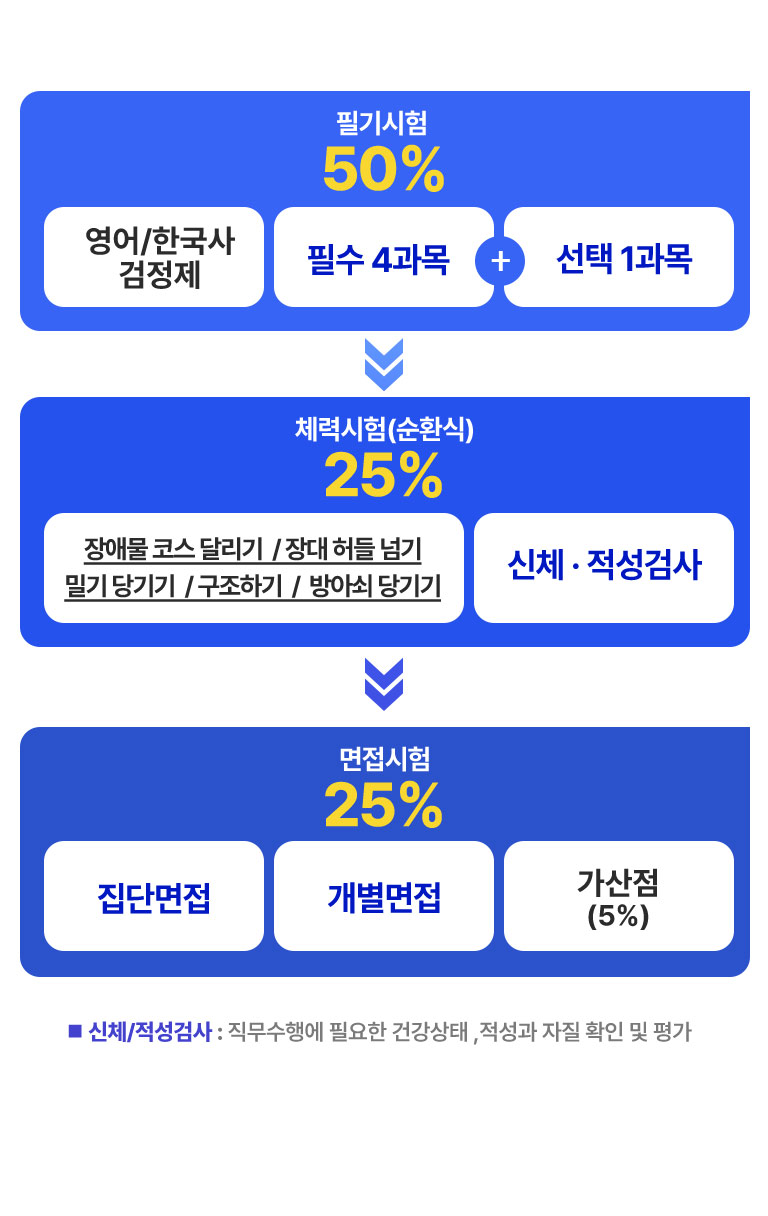 필기시험
50%
영어/한국사
검정제
필수 4과목
+
선택 1과목
체력시험(순환식)
25%
장애물 코스 달리기 / 장대 허들 넘기
밀기 당기기 / 구조하기 / 방아쇠 당기기
신체 · 적성검사
면접시험
25%
집단면접
개별면접
가산점
(5%)
■ 신체/적성검사 : 직무수행에 필요한 건강상태 ,적성과 자질 확인 및 평가